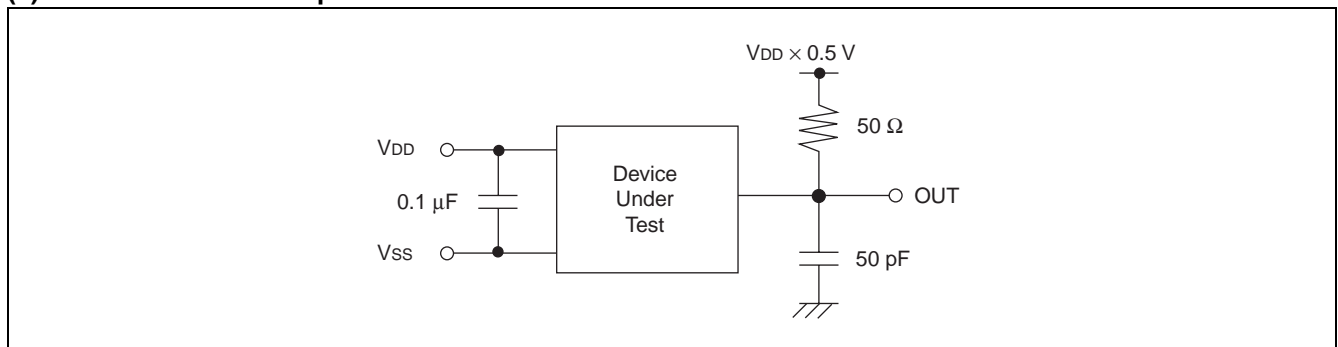 VDD × 0.5 V
50 Ω
VDD
Device
Under
Test
0.1 μF
OUT
VSS
50 pF